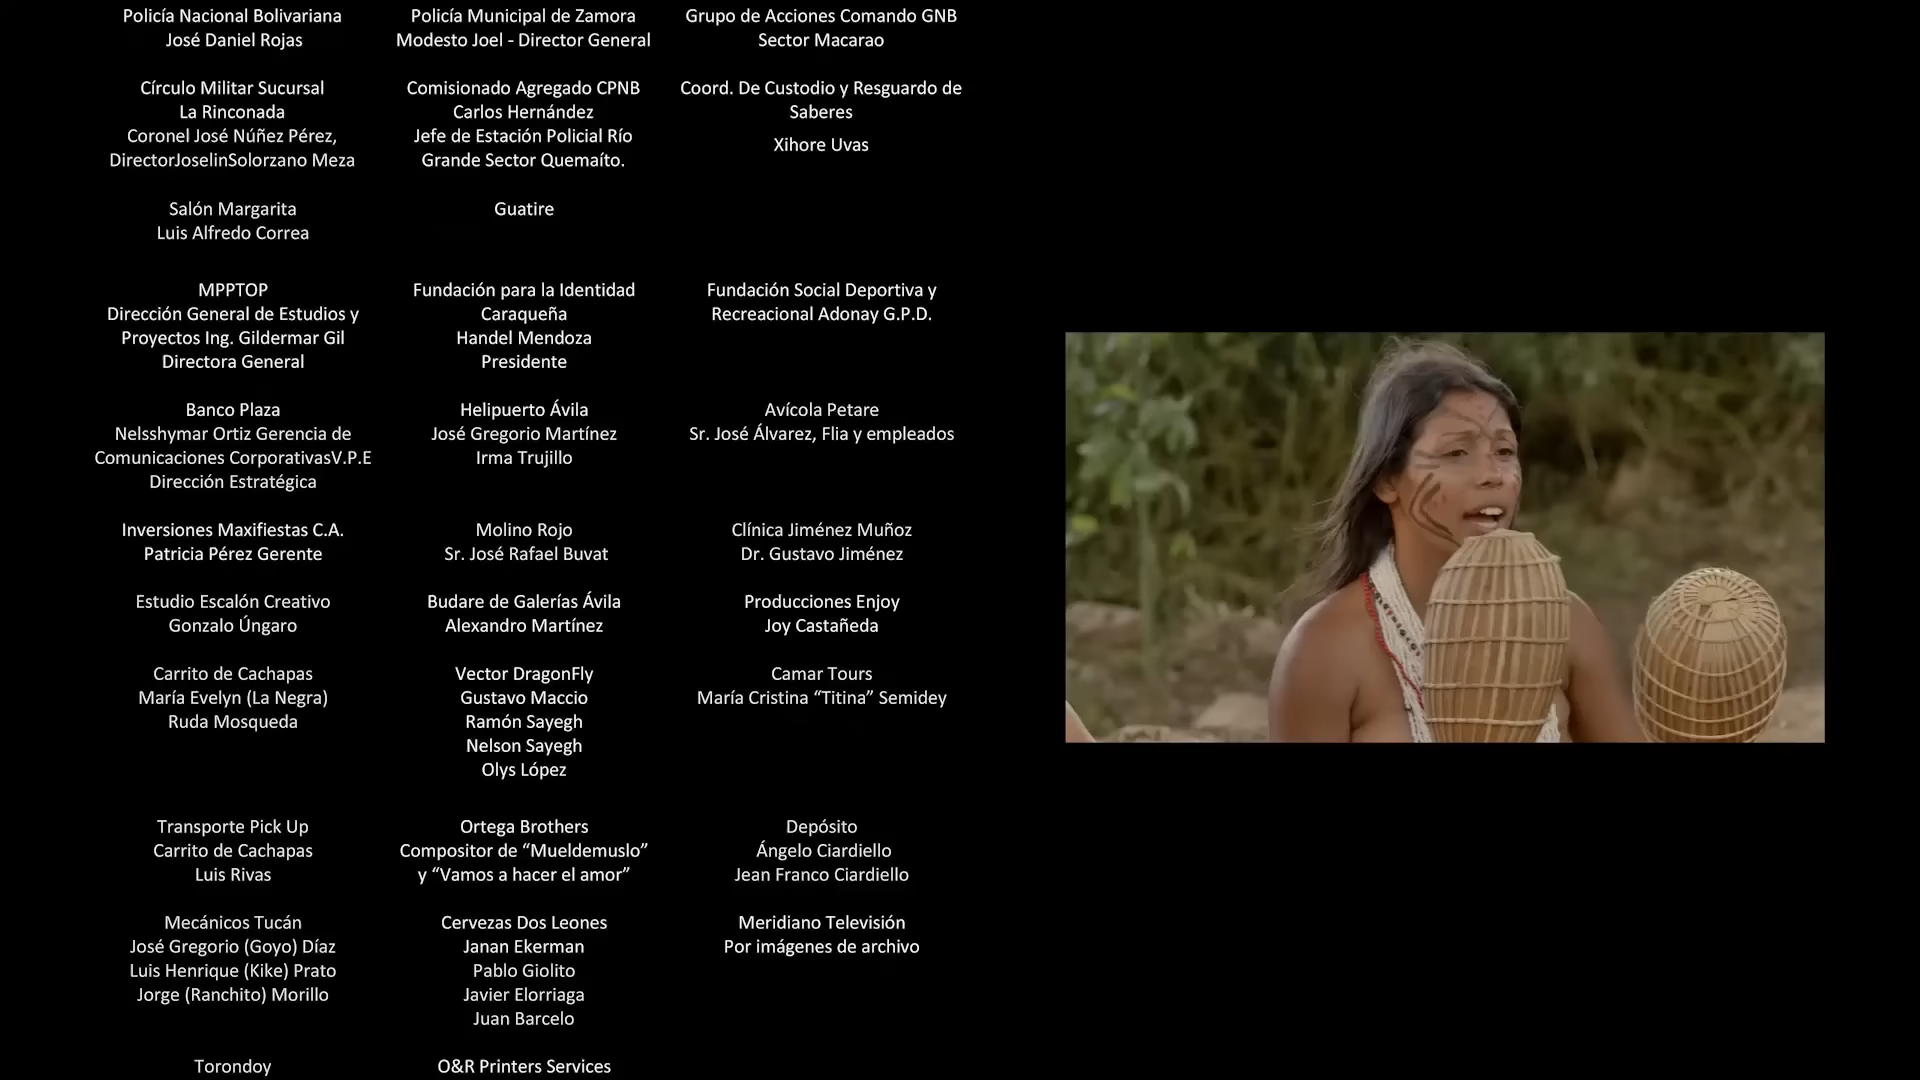 Policía Nacional Bolivariana
José Daniel Rojas
Policía Municipal de Zamora
Modesto Joel - Director General
Grupo de Acciones Comando GNB
Sector Macarao
Círculo Militar Sucursal
La Rinconada
Coronel José Núñez Pérez,
DirectorJoselinSolorzano Meza
Comisionado Agregado CPNB
Carlos Hernández
Jefe de Estación Policial Río
Grande Sector Quemaíto.
Coord. De Custodio y Resguardo de
Saberes
Xihore Uvas
Salón Margarita
Luis Alfredo Correa
Guatire
MPPTOP
Dirección General de Estudios y
Proyectos Ing. Gildermar Gil
Directora General
Fundación para la Identidad
Caraqueña
Handel Mendoza
Presidente
Fundación Social Deportiva y
Recreacional Adonay G.P.D.
Banco Plaza
Nelsshymar Ortiz Gerencia de
Comunicaciones CorporativasV.P.E
Dirección Estratégica
Helipuerto Ávila
José Gregorio Martínez
Irma Trujillo
Avícola Petare
Sr. José Álvarez, Flia y empleados
Inversiones Maxifiestas C.A.
Patricia Pérez Gerente
Molino Rojo
Sr. José Rafael Buvat
Clínica Jiménez Muñoz
Dr. Gustavo Jiménez
Estudio Escalón Creativo
Gonzalo Úngaro
Budare de Galerías Ávila
Alexandro Martínez
Producciones Enjoy
Joy Castañeda
Carrito de Cachapas
María Evelyn (La Negra)
Ruda Mosqueda
Vector DragonFly
Gustavo Maccio
Ramón Sayegh
Nelson Sayegh
Olys López
Camar Tours
María Cristina “Titina” Semidey
Transporte Pick Up
Carrito de Cachapas
Luis Rivas
Ortega Brothers
Compositor de “Mueldemuslo”
y “Vamos a hacer el amor”
Depósito
Ángelo Ciardiello
Jean Franco Ciardiello
Mecánicos Tucán
José Gregorio (Goyo) Díaz
Luis Henrique (Kike) Prato
Jorge (Ranchito) Morillo
Cervezas Dos Leones
Janan Ekerman
Pablo Giolito
Javier Elorriaga
Juan Barcelo
Meridiano Televisión
Por imágenes de archivo
Torondoy
O&R Printers Services